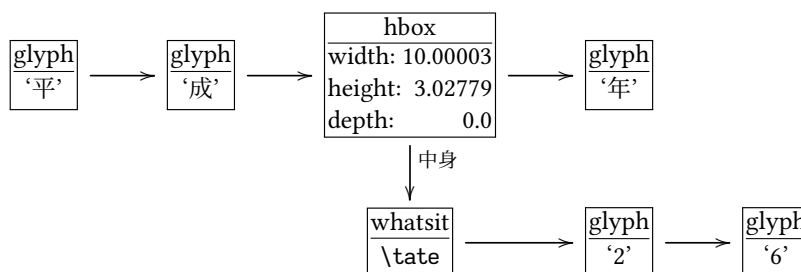 glyph
‘平’
glyph
‘成’
hbox
width: 10.00003
height: 3.02779
depth: 0.0
glyph
‘年’
中身
whatsit
\tate
glyph
‘2’
glyph
‘6’